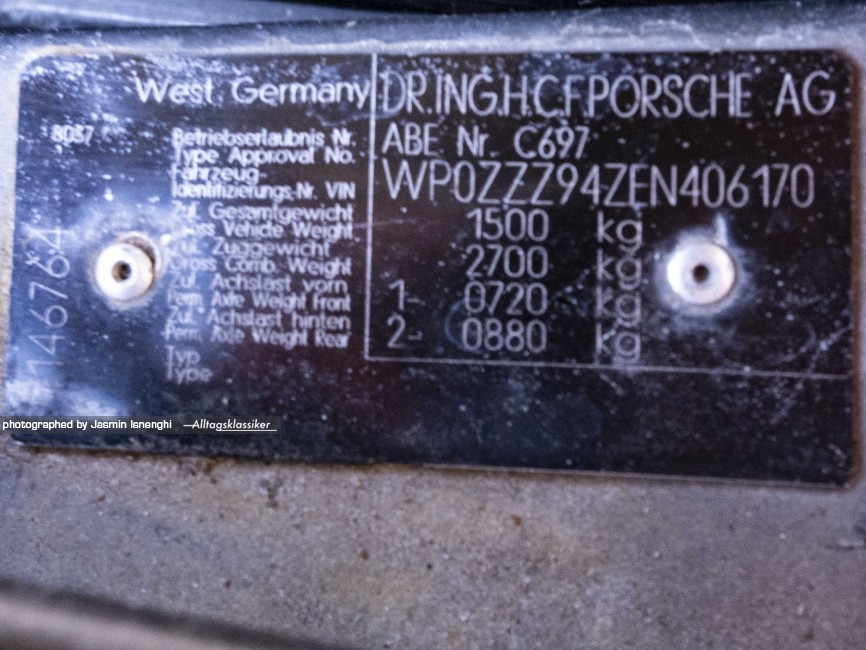 West Germany DR.ING.H.C.F.PORSCHE AG
8037 Betriebserlaubnis Nr. ABE Nr. C697
Type Approval No.
Fahrzeug-
Identifizierungs-Nr. VIN WP0ZZZ94ZEN406170
Zul. Gesamtgewicht 1500 kg
Gross Vehicle Weight
Zul. Zuggewicht 2700 kg
Gross Comb. Weight
Zul. Achslast vorn 1- 0720 kg
Perm. Axle Weight Front
Zul. Achslast hinten 2- 0880 kg
Perm. Axle Weight Rear
Typ
Type
photographed by Jasmin Isnenghi —Alltagsklassiker